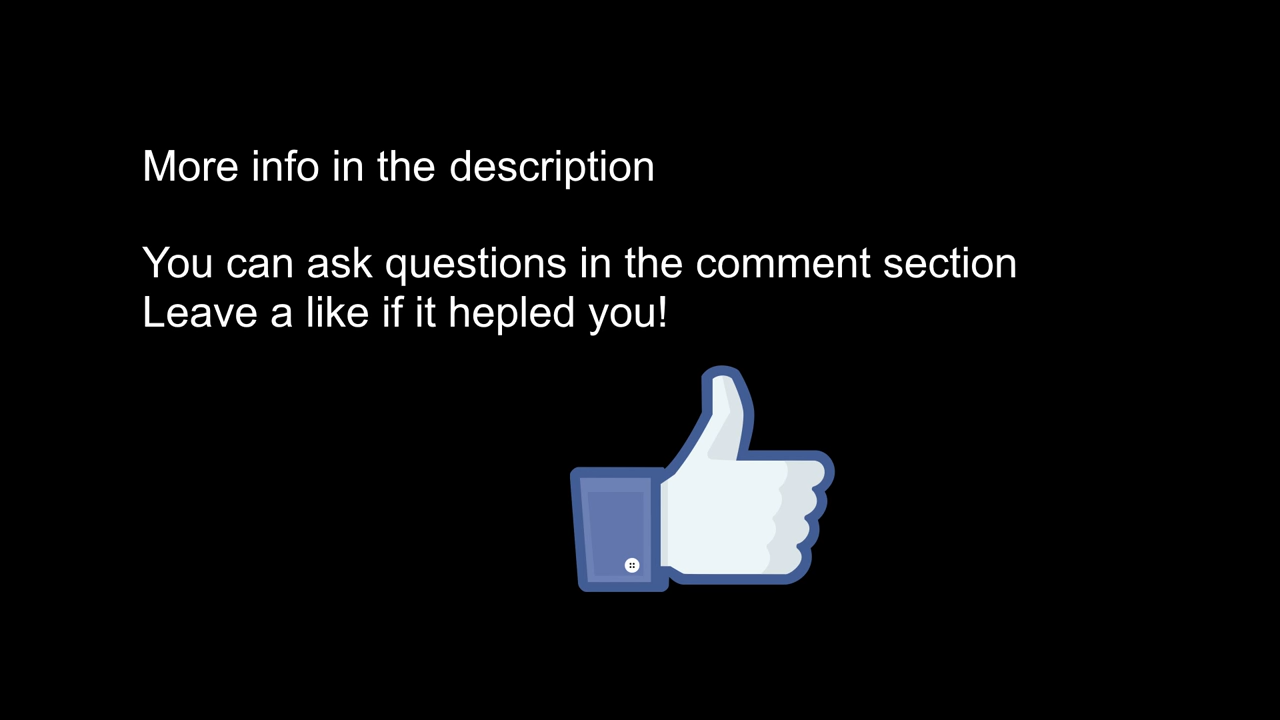 More info in the description
You can ask questions in the comment section
Leave a like if it hepled you!